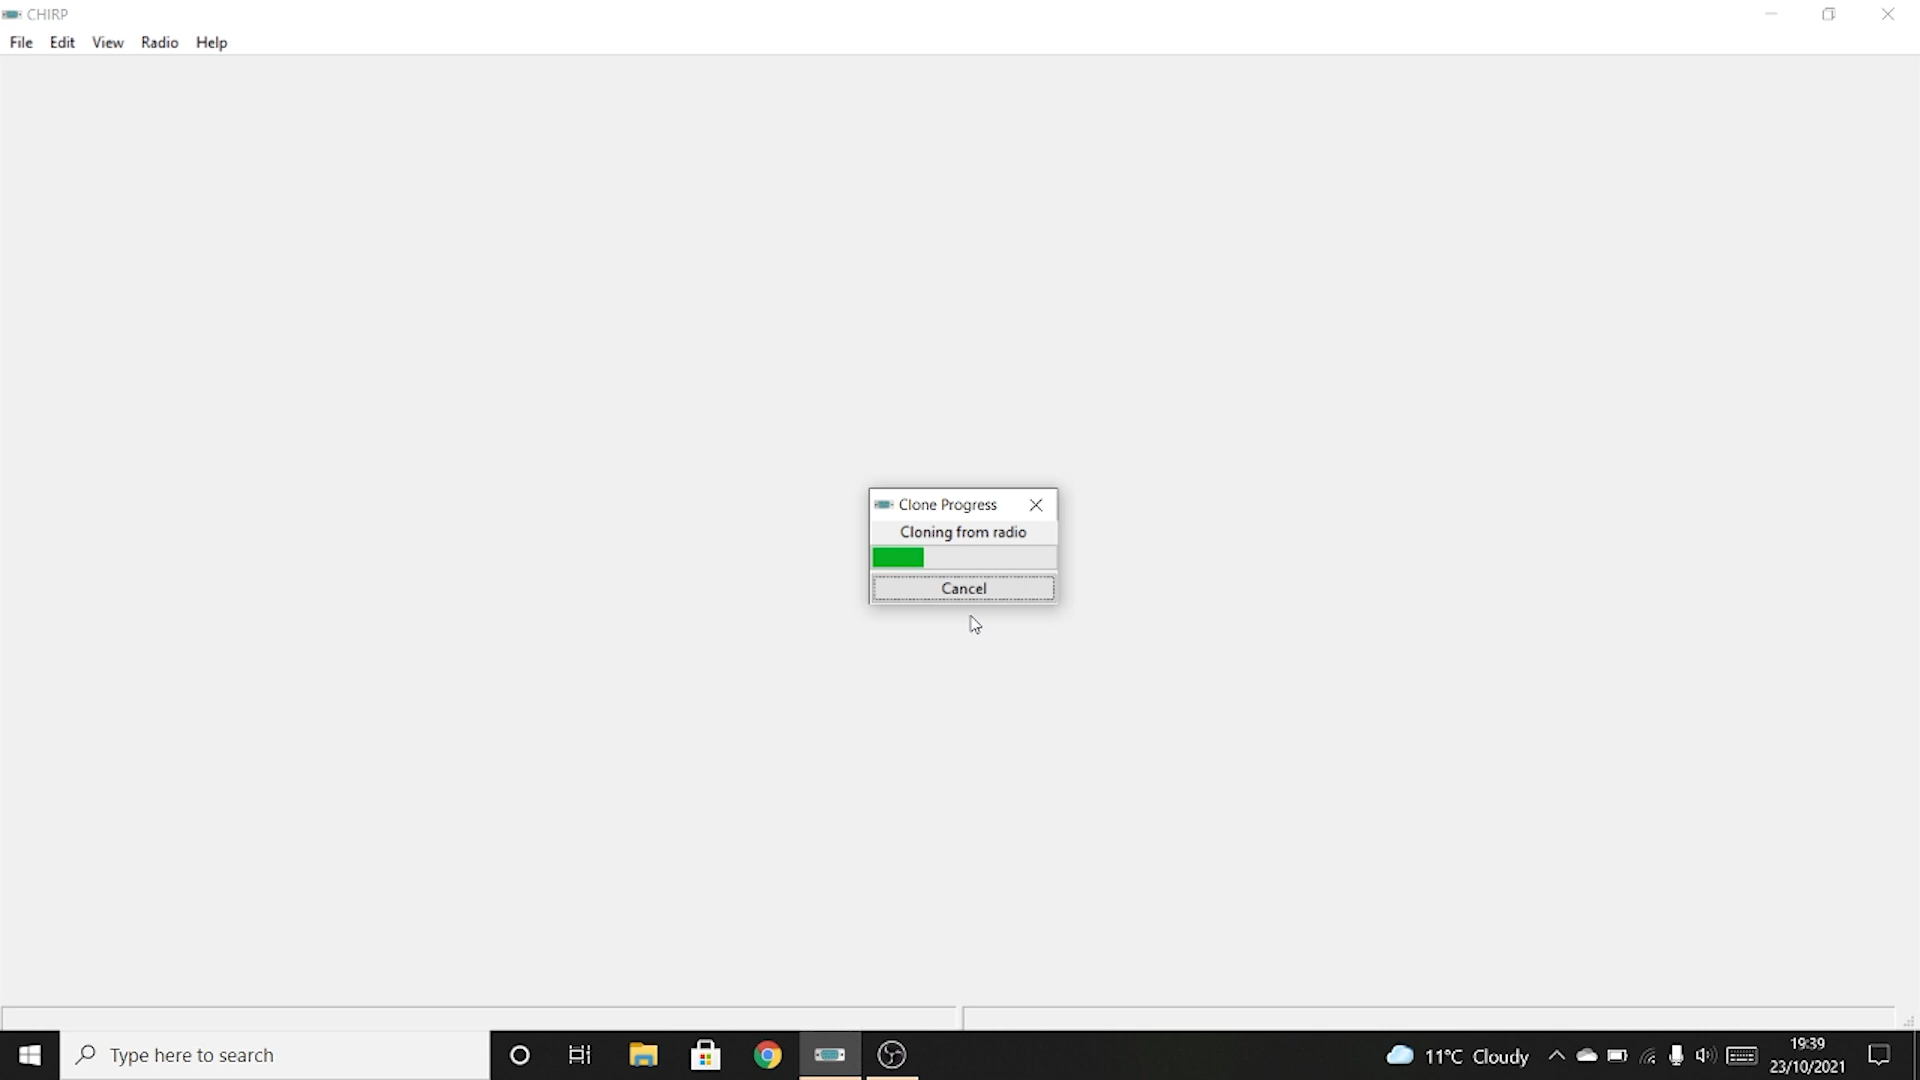 CHIRP
File Edit View Radio Help
Clone Progress
Cloning from radio
Cancel
Type here to search
11°C Cloudy
19:39
23/10/2021